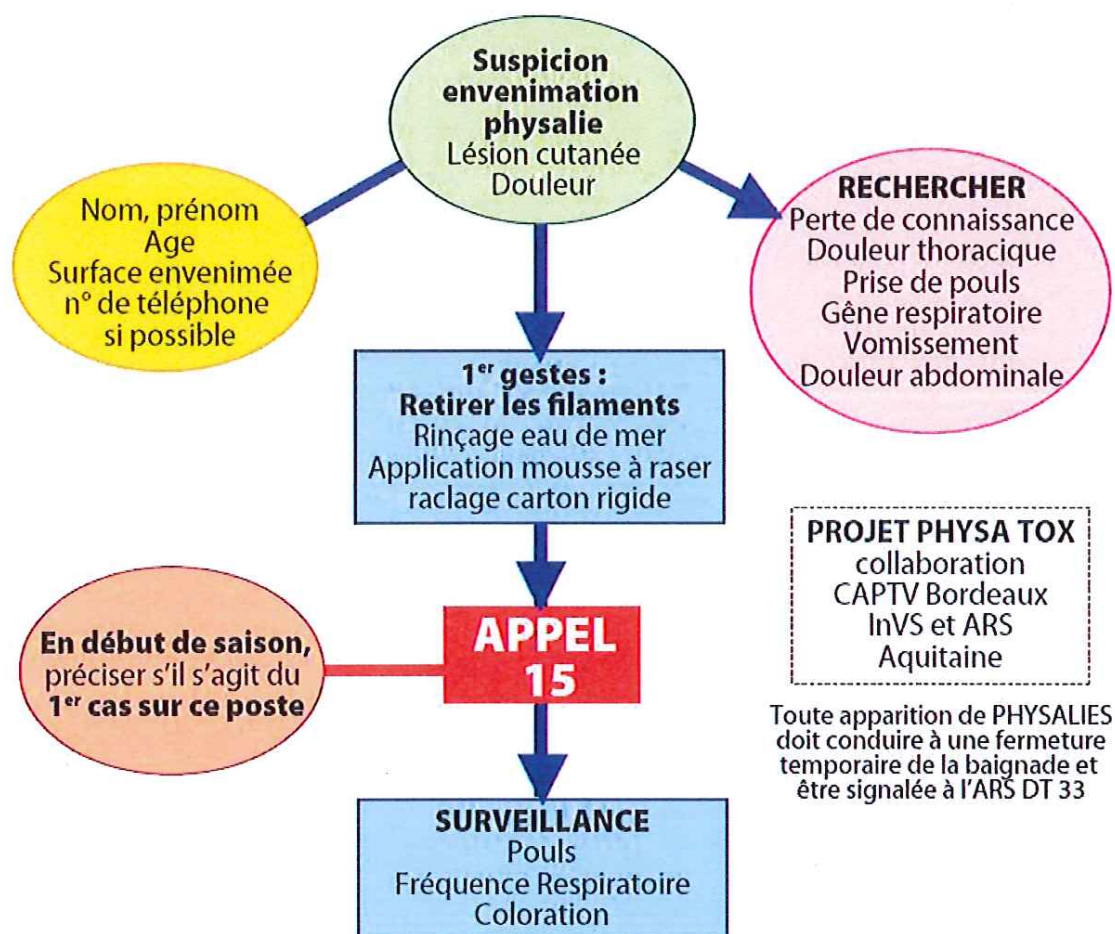 Suspicion
envenimation
physalie
Lésion cutanée
Douleur
Nom, prénom
Age
Surface envenimée
n° de téléphone
si possible
RECHERCHER
Perte de connaissance
Douleur thoracique
Prise de pouls
Gêne respiratoire
Vomissement
Douleur abdominale
1er gestes :
Retirer les filaments
Rinçage eau de mer
Application mousse à raser
raclage carton rigide
PROJET PHYSA TOX
collaboration
CAPTV Bordeaux
InVS et ARS
Aquitaine
En début de saison,
préciser s'il s'agit du
1er cas sur ce poste
APPEL
15
Toute apparition de PHYSALIES
doit conduire à une fermeture
temporaire de la baignade et
être signalée à l'ARS DT 33
SURVEILLANCE
Pouls
Fréquence Respiratoire
Coloration